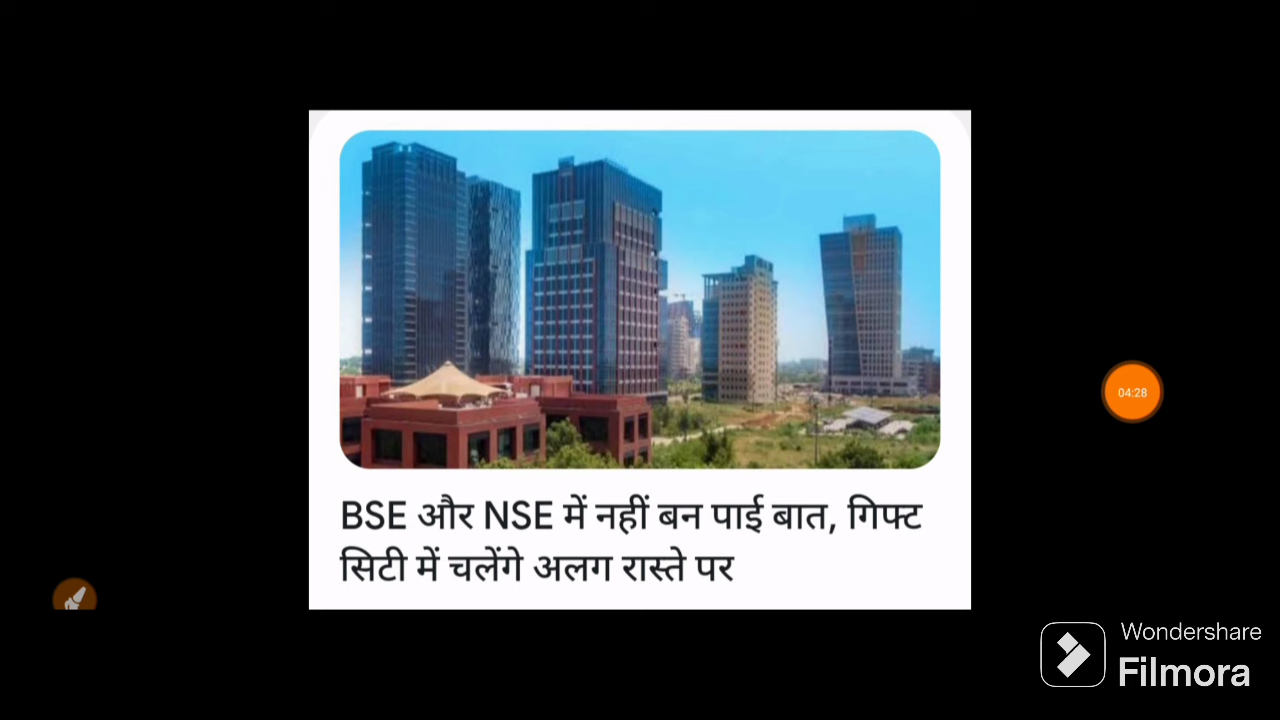 BSE और NSE में नहीं बन पाई बात, गिफ्ट
सिटी में चलेंगे अलग रास्ते पर
04:28
Wondershare
Filmora